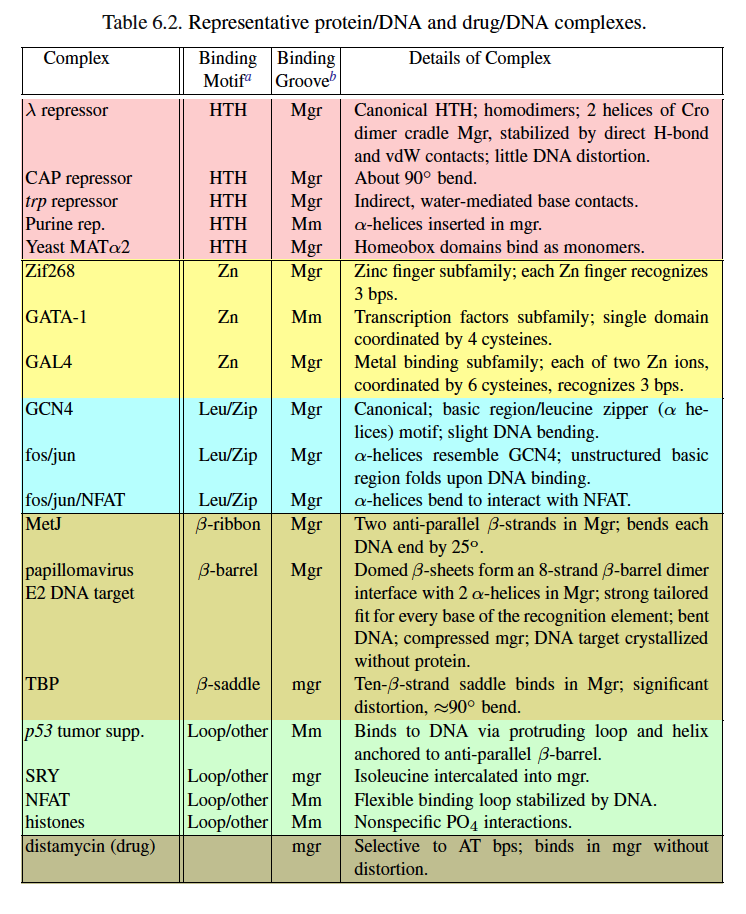 Table 6.2. Representative protein/DNA and drug/DNA complexes.
Complex Binding Motifᵃ Binding Grooveᵇ Details of Complex
λ repressor HTH Mgr Canonical HTH; homodimers; 2 helices of Cro
dimer cradle Mgr, stabilized by direct H-bond
and vdW contacts; little DNA distortion.
CAP repressor HTH Mgr About 90° bend.
trp repressor HTH Mgr Indirect, water-mediated base contacts.
Purine rep. HTH Mm α-helices inserted in mgr.
Yeast MATα2 HTH Mgr Homeobox domains bind as monomers.
Zif268 Zn Mgr Zinc finger subfamily; each Zn finger recognizes
3 bps.
GATA-1 Zn Mm Transcription factors subfamily; single domain
coordinated by 4 cysteines.
GAL4 Zn Mgr Metal binding subfamily; each of two Zn ions,
coordinated by 6 cysteines, recognizes 3 bps.
GCN4 Leu/Zip Mgr Canonical; basic region/leucine zipper (α he-
lices) motif; slight DNA bending.
fos/jun Leu/Zip Mgr α-helices resemble GCN4; unstructured basic
region folds upon DNA binding.
fos/jun/NFAT Leu/Zip Mgr α-helices bend to interact with NFAT.
MetJ β-ribbon Mgr Two anti-parallel β-strands in Mgr; bends each
DNA end by 25°.
papillomavirus β-barrel Mgr Domed β-sheets form an 8-strand β-barrel dimer
E2 DNA target interface with 2 α-helices in Mgr; strong tailored
fit for every base of the recognition element; bent
DNA; compressed mgr; DNA target crystallized
without protein.
TBP β-saddle mgr Ten-β-strand saddle binds in Mgr; significant
distortion, ≈90° bend.
p53 tumor supp. Loop/other Mm Binds to DNA via protruding loop and helix
anchored to anti-parallel β-barrel.
SRY Loop/other mgr Isoleucine intercalated into mgr.
NFAT Loop/other Mm Flexible binding loop stabilized by DNA.
histones Loop/other Mm Nonspecific PO₄ interactions.
distamycin (drug) mgr Selective to AT bps; binds in mgr without
distortion.